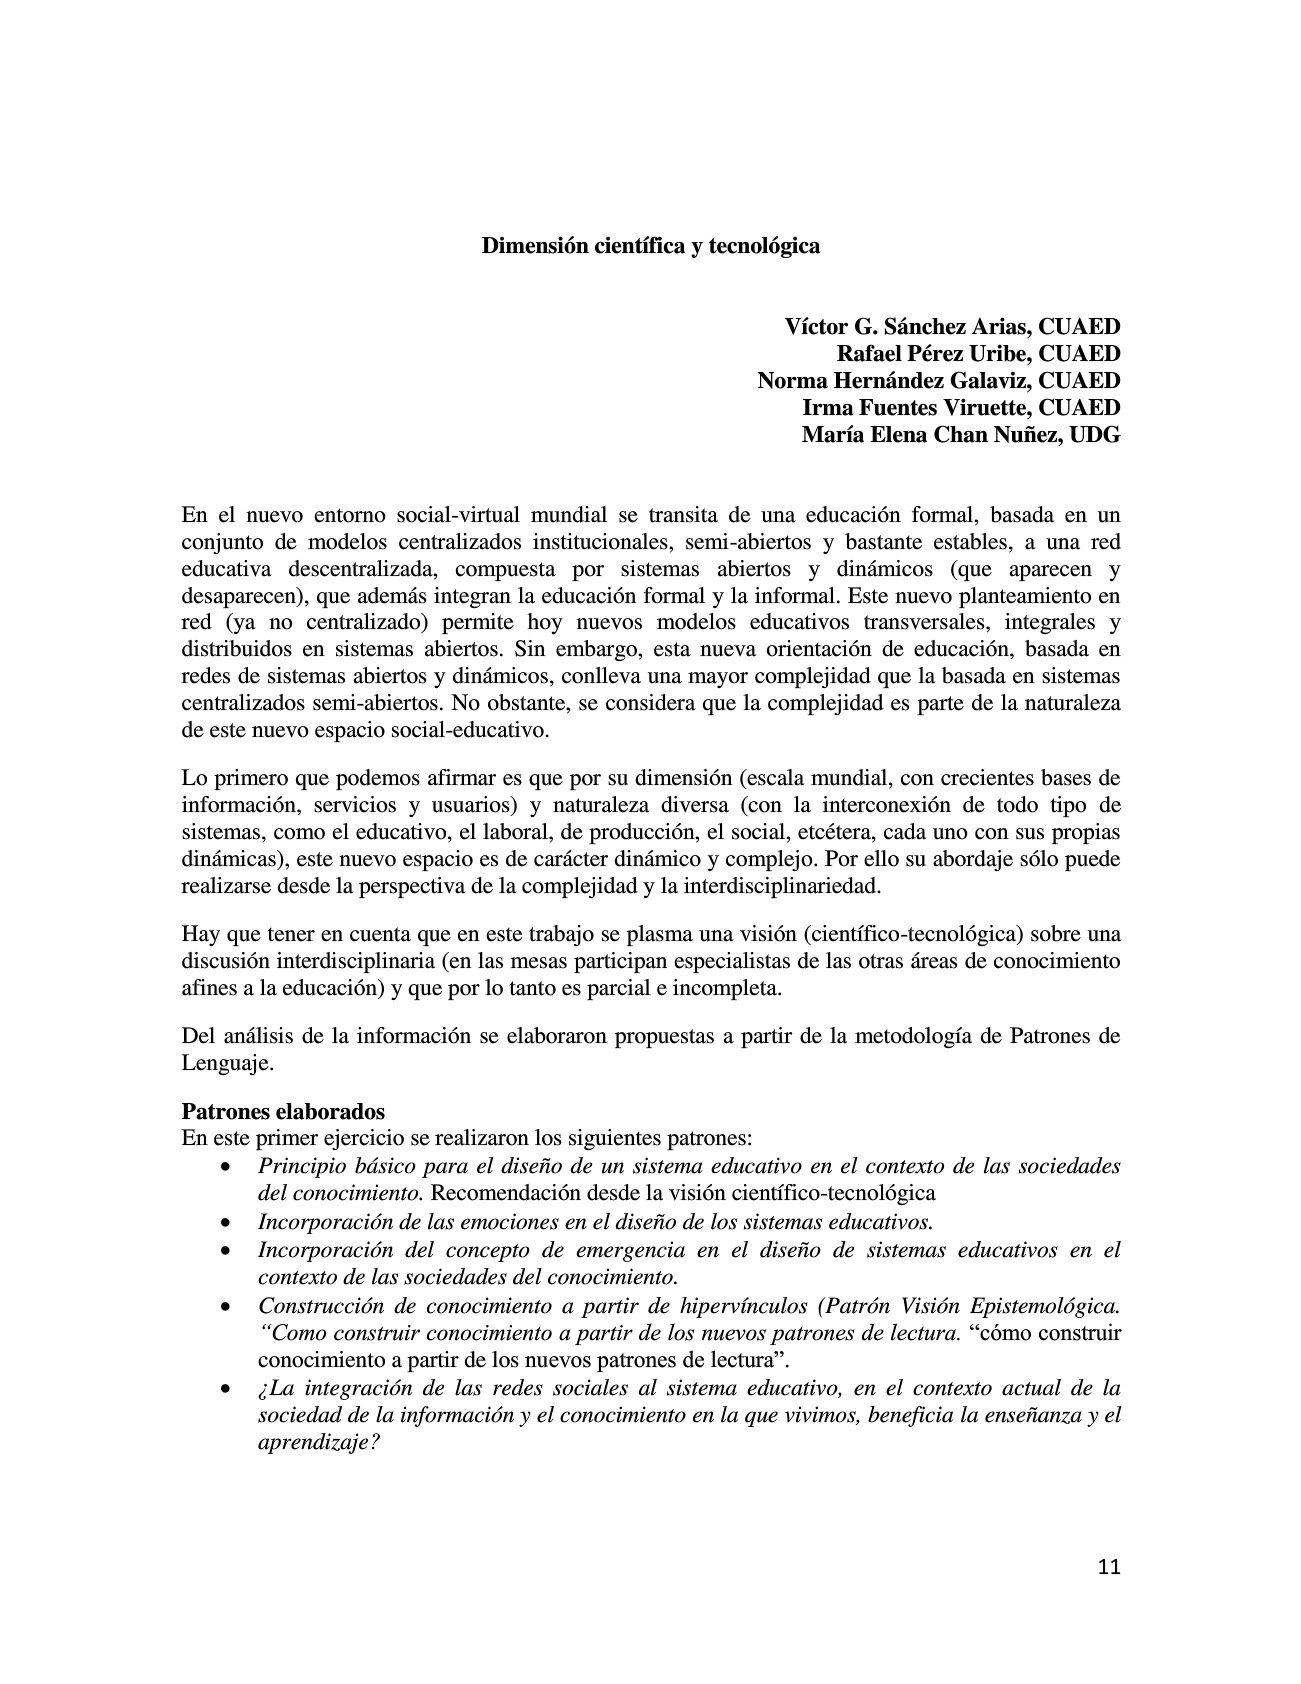 Dimensión científica y tecnológica
Víctor G. Sánchez Arias, CUAED
Rafael Pérez Uribe, CUAED
Norma Hernández Galaviz, CUAED
Irma Fuentes Viruette, CUAED
María Elena Chan Nuñez, UDG
En el nuevo entorno social-virtual mundial se transita de una educación formal, basada en un
conjunto de modelos centralizados institucionales, semi-abiertos y bastante estables, a una red
educativa descentralizada, compuesta por sistemas abiertos y dinámicos (que aparecen y
desaparecen), que además integran la educación formal y la informal. Este nuevo planteamiento en
red (ya no centralizado) permite hoy nuevos modelos educativos transversales, integrales y
distribuidos en sistemas abiertos. Sin embargo, esta nueva orientación de educación, basada en
redes de sistemas abiertos y dinámicos, conlleva una mayor complejidad que la basada en sistemas
centralizados semi-abiertos. No obstante, se considera que la complejidad es parte de la naturaleza
de este nuevo espacio social-educativo.
Lo primero que podemos afirmar es que por su dimensión (escala mundial, con crecientes bases de
información, servicios y usuarios) y naturaleza diversa (con la interconexión de todo tipo de
sistemas, como el educativo, el laboral, de producción, el social, etcétera, cada uno con sus propias
dinámicas), este nuevo espacio es de carácter dinámico y complejo. Por ello su abordaje sólo puede
realizarse desde la perspectiva de la complejidad y la interdisciplinariedad.
Hay que tener en cuenta que en este trabajo se plasma una visión (científico-tecnológica) sobre una
discusión interdisciplinaria (en las mesas participan especialistas de las otras áreas de conocimiento
afines a la educación) y que por lo tanto es parcial e incompleta.
Del análisis de la información se elaboraron propuestas a partir de la metodología de Patrones de
Lenguaje.
Patrones elaborados
En este primer ejercicio se realizaron los siguientes patrones:
• Principio básico para el diseño de un sistema educativo en el contexto de las sociedades
del conocimiento. Recomendación desde la visión científico-tecnológica
• Incorporación de las emociones en el diseño de los sistemas educativos.
• Incorporación del concepto de emergencia en el diseño de sistemas educativos en el
contexto de las sociedades del conocimiento.
• Construcción de conocimiento a partir de hipervínculos (Patrón Visión Epistemológica.
“Como construir conocimiento a partir de los nuevos patrones de lectura. “cómo construir
conocimiento a partir de los nuevos patrones de lectura”.
• ¿La integración de las redes sociales al sistema educativo, en el contexto actual de la
sociedad de la información y el conocimiento en la que vivimos, beneficia la enseñanza y el
aprendizaje?
11